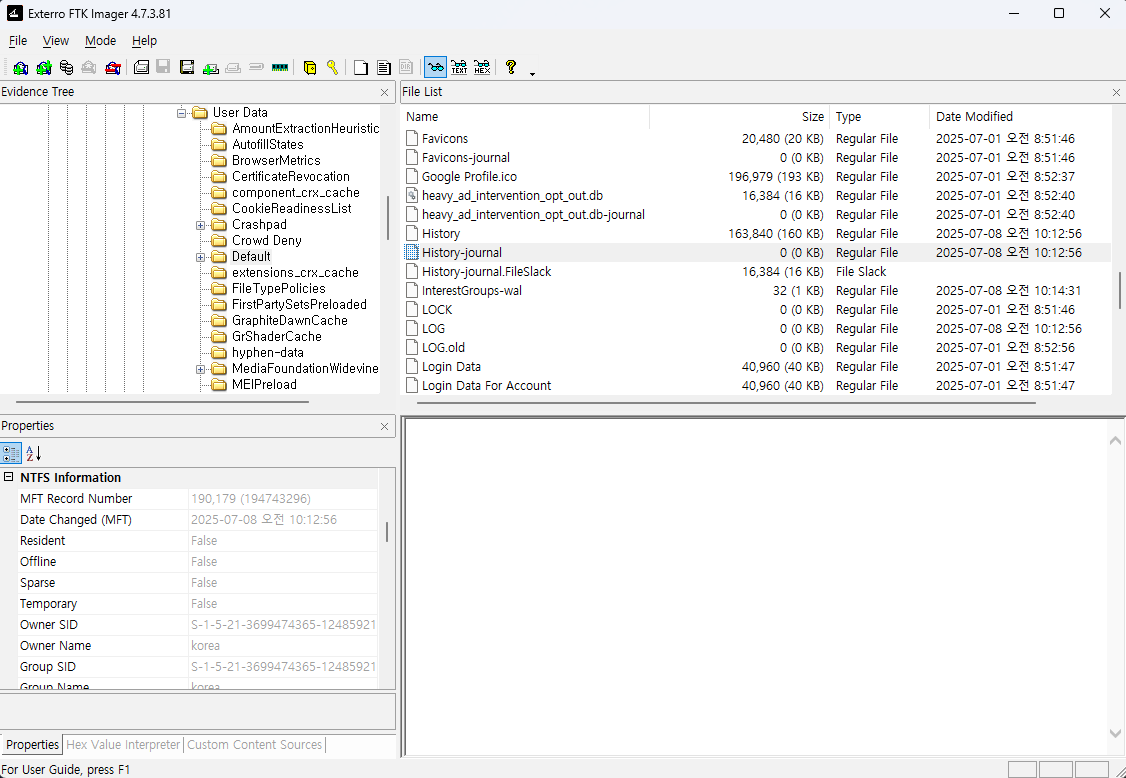 Exterro FTK Imager 4.7.3.81
File View Mode Help
Evidence Tree
User Data
AmountExtractionHeuristic
AutofillStates
BrowserMetrics
CertificateRevocation
component_crx_cache
CookieReadinessList
Crashpad
Crowd Deny
Default
extensions_crx_cache
FileTypePolicies
FirstPartySetsPreloaded
GraphiteDawnCache
GrShaderCache
hyphen-data
MediaFoundationWidevine
MEIPreload
File List
Name Size Type Date Modified
Favicons 20,480 (20 KB) Regular File 2025-07-01 오전 8:51:46
Favicons-journal 0 (0 KB) Regular File 2025-07-01 오전 8:51:46
Google Profile.ico 196,979 (193 KB) Regular File 2025-07-01 오전 8:52:37
heavy_ad_intervention_opt_out.db 16,384 (16 KB) Regular File 2025-07-01 오전 8:52:40
heavy_ad_intervention_opt_out.db-journal 0 (0 KB) Regular File 2025-07-01 오전 8:52:40
History 163,840 (160 KB) Regular File 2025-07-08 오전 10:12:56
History-journal 0 (0 KB) Regular File 2025-07-08 오전 10:12:56
History-journal.FileSlack 16,384 (16 KB) File Slack
InterestGroups-wal 32 (1 KB) Regular File 2025-07-08 오전 10:14:31
LOCK 0 (0 KB) Regular File 2025-07-01 오전 8:51:46
LOG 0 (0 KB) Regular File 2025-07-08 오전 10:12:56
LOG.old 0 (0 KB) Regular File 2025-07-01 오전 8:52:56
Login Data 40,960 (40 KB) Regular File 2025-07-01 오전 8:51:47
Login Data For Account 40,960 (40 KB) Regular File 2025-07-01 오전 8:51:47
Properties
NTFS Information
MFT Record Number 190,179 (194743296)
Date Changed (MFT) 2025-07-08 오전 10:12:56
Resident False
Offline False
Sparse False
Temporary False
Owner SID S-1-5-21-3699474365-12485921
Owner Name korea
Group SID S-1-5-21-3699474365-12485921
Group Name korea
Properties Hex Value Interpreter Custom Content Sources
For User Guide, press F1